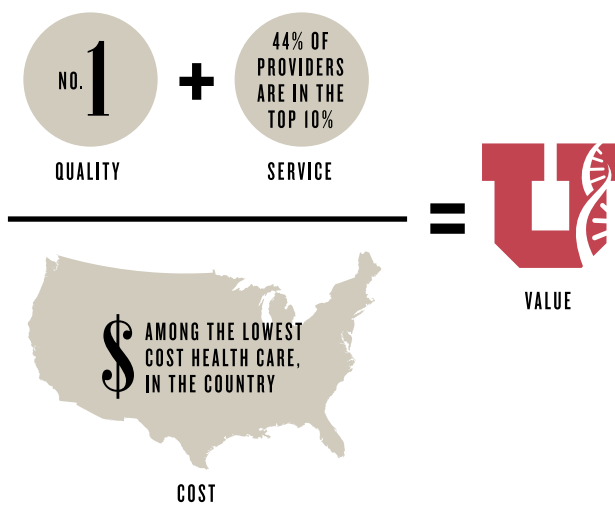 NO. 1
+
44% OF
PROVIDERS
ARE IN THE
TOP 10%
QUALITY
SERVICE
=
U
VALUE
$ AMONG THE LOWEST
COST HEALTH CARE,
IN THE COUNTRY
COST